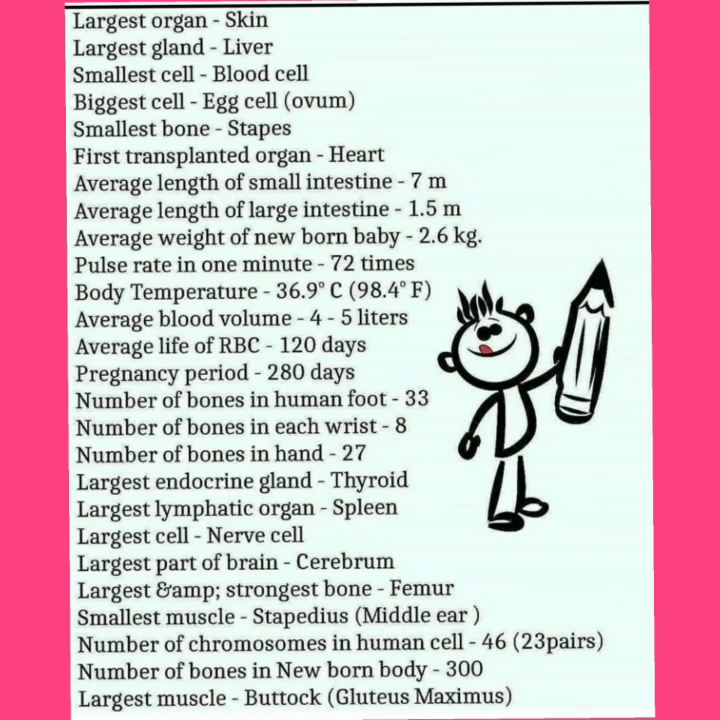 Largest organ - Skin
Largest gland - Liver
Smallest cell - Blood cell
Biggest cell - Egg cell (ovum)
Smallest bone - Stapes
First transplanted organ - Heart
Average length of small intestine - 7 m
Average length of large intestine - 1.5 m
Average weight of new born baby - 2.6 kg.
Pulse rate in one minute - 72 times
Body Temperature - 36.9° C (98.4° F)
Average blood volume - 4 - 5 liters
Average life of RBC - 120 days
Pregnancy period - 280 days
Number of bones in human foot - 33
Number of bones in each wrist - 8
Number of bones in hand - 27
Largest endocrine gland - Thyroid
Largest lymphatic organ - Spleen
Largest cell - Nerve cell
Largest part of brain - Cerebrum
Largest &amp; strongest bone - Femur
Smallest muscle - Stapedius (Middle ear )
Number of chromosomes in human cell - 46 (23pairs)
Number of bones in New born body - 300
Largest muscle - Buttock (Gluteus Maximus)